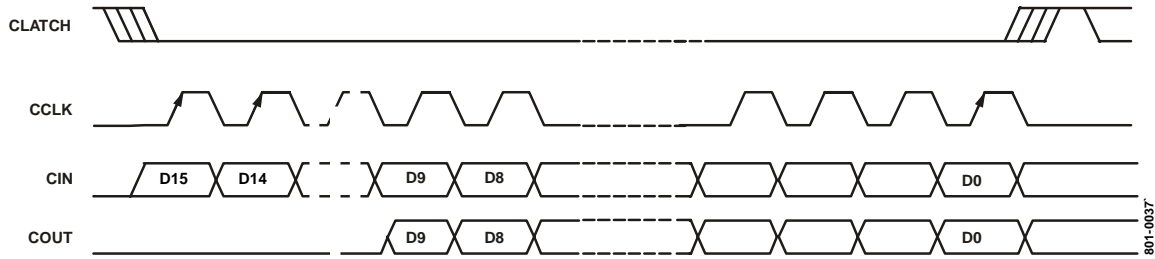 CLATCH
CCLK
CIN D15 D14 D9 D8 D0
COUT D9 D8 D0
801-0037